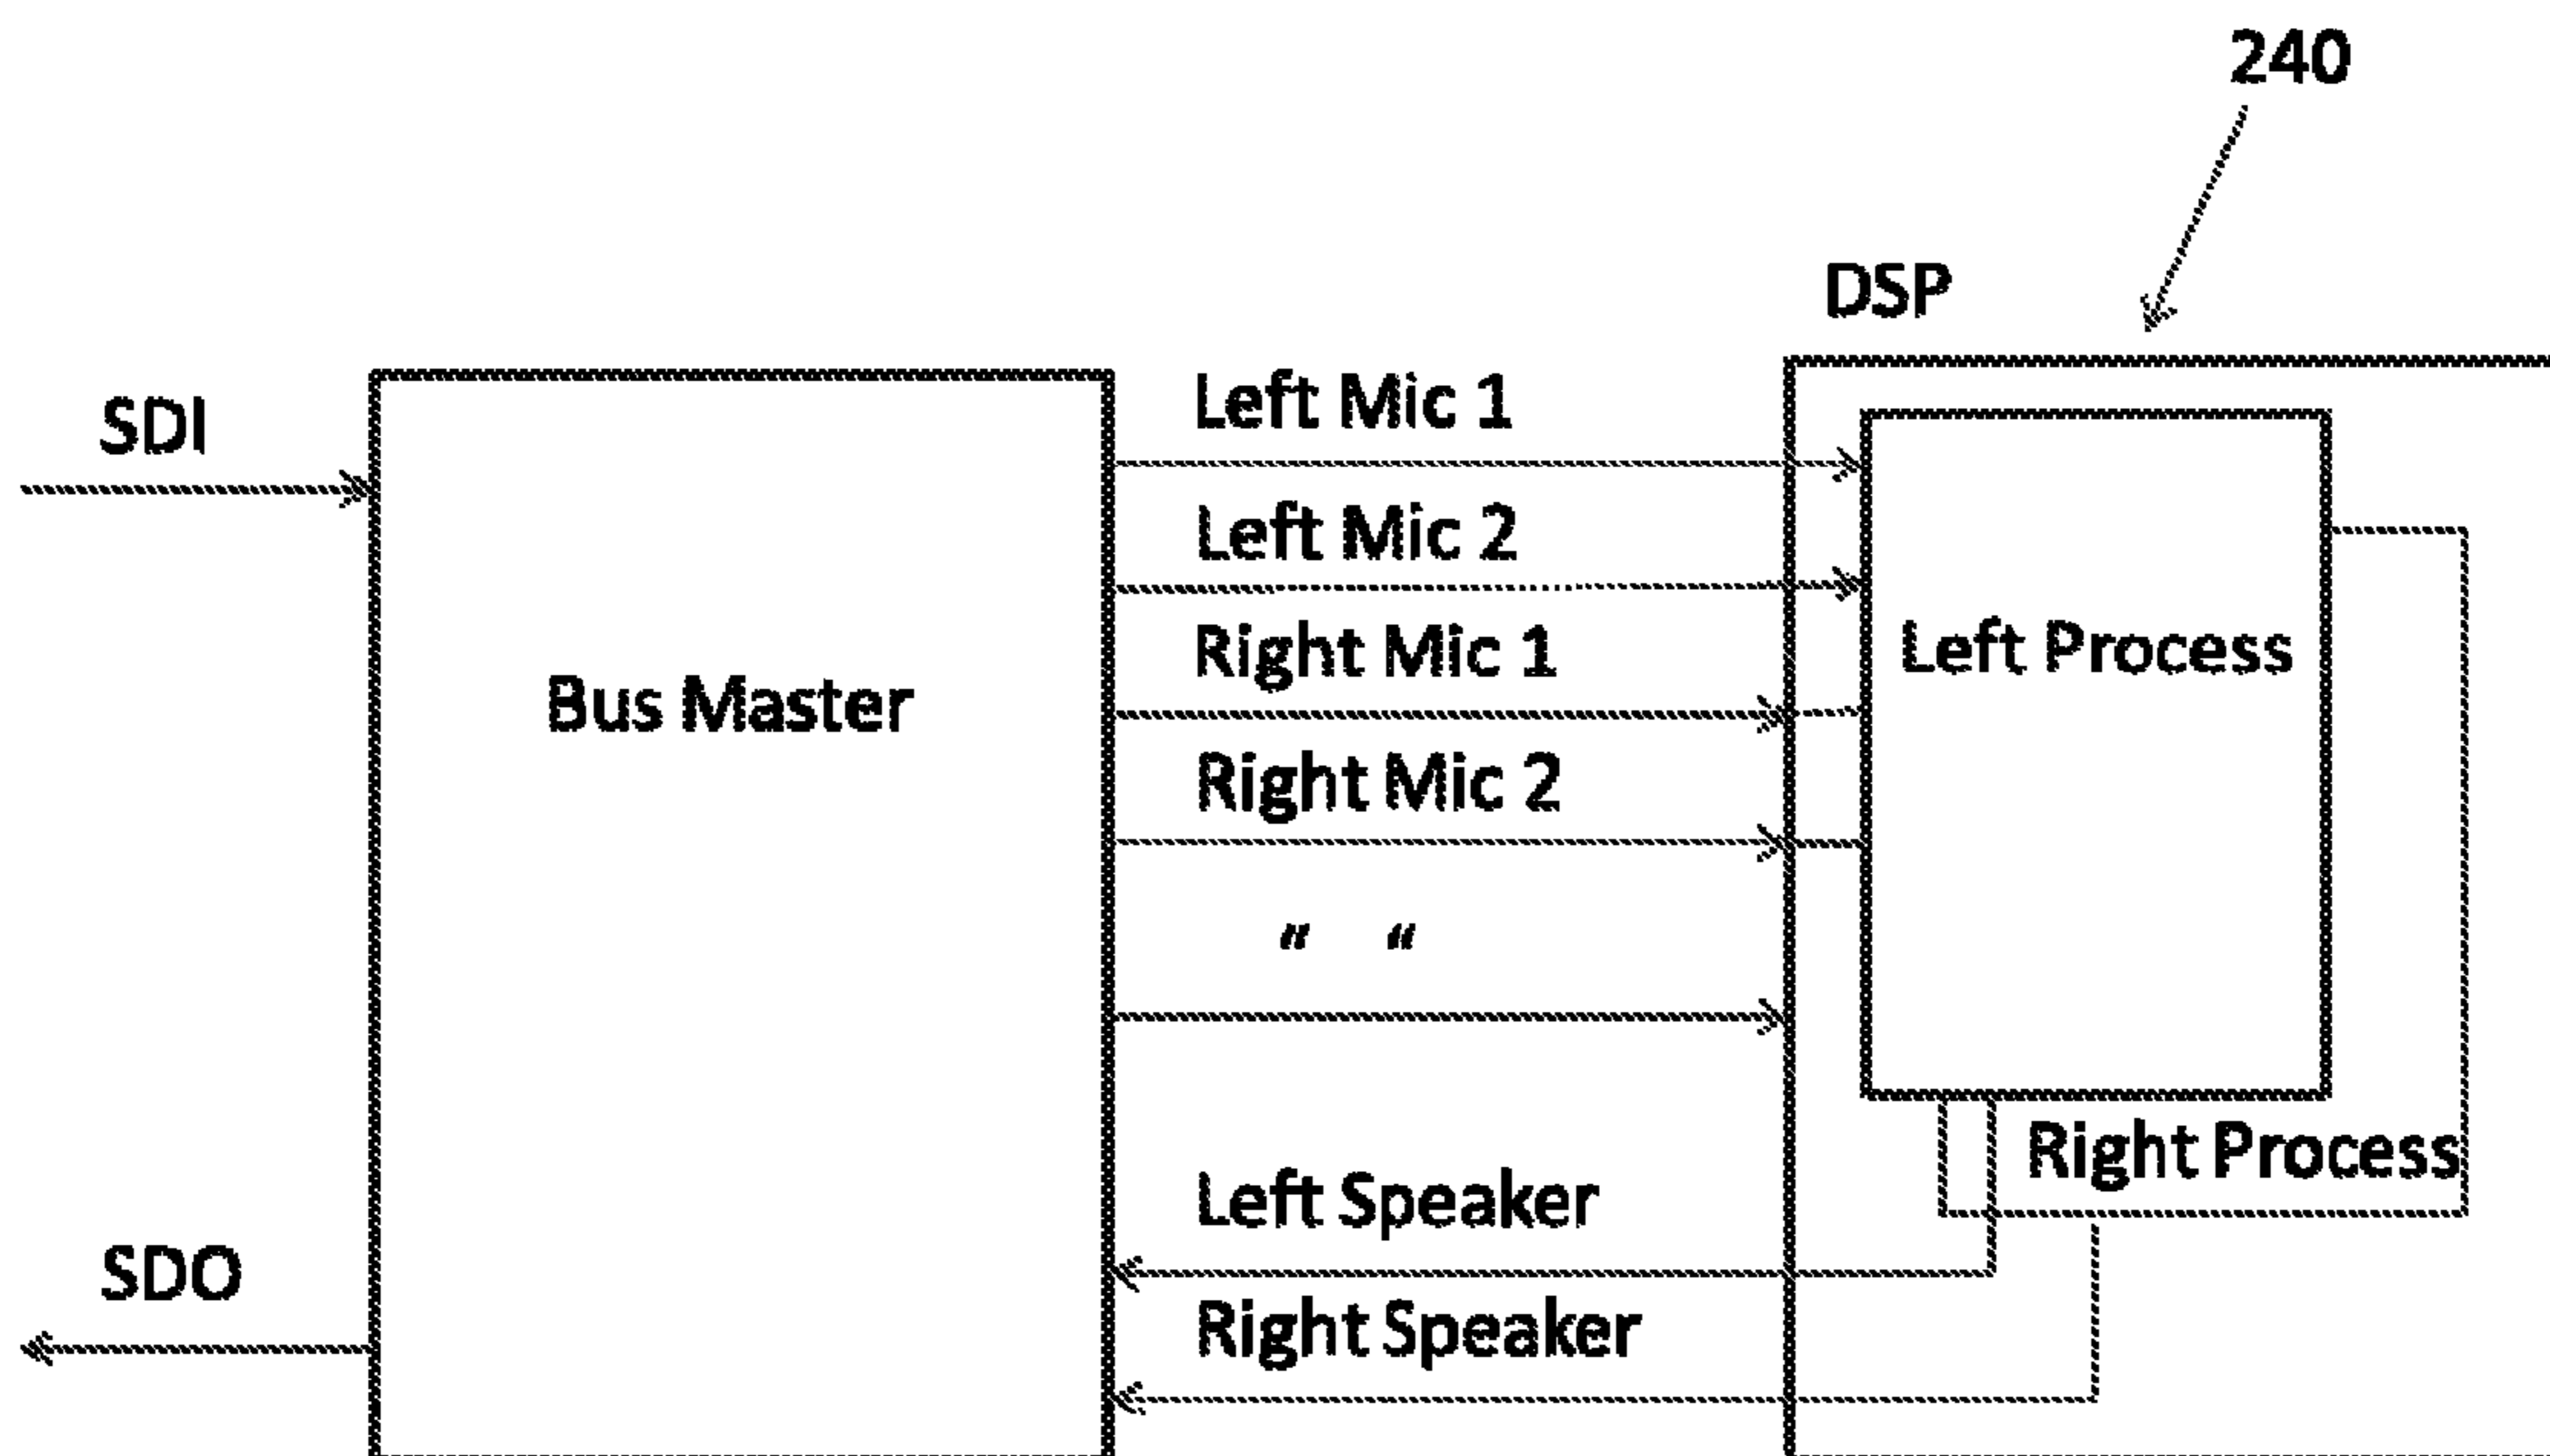 240
DSP
SDI
Left Mic 1
Left Mic 2
Right Mic 1
Left Process
Bus Master
Right Mic 2
“ “
Right Process
Left Speaker
SDO
Right Speaker